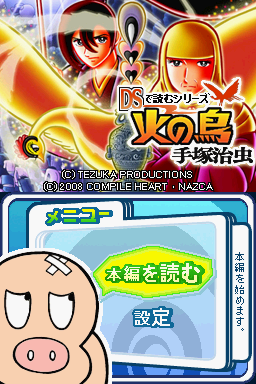 DSで読むシリーズ
火の鳥
手塚治虫
(C) TEZUKA PRODUCTIONS
(C)2008 COMPILE HEART・NAZCA
メニュー
本編を読む
設定
本編を始めます。